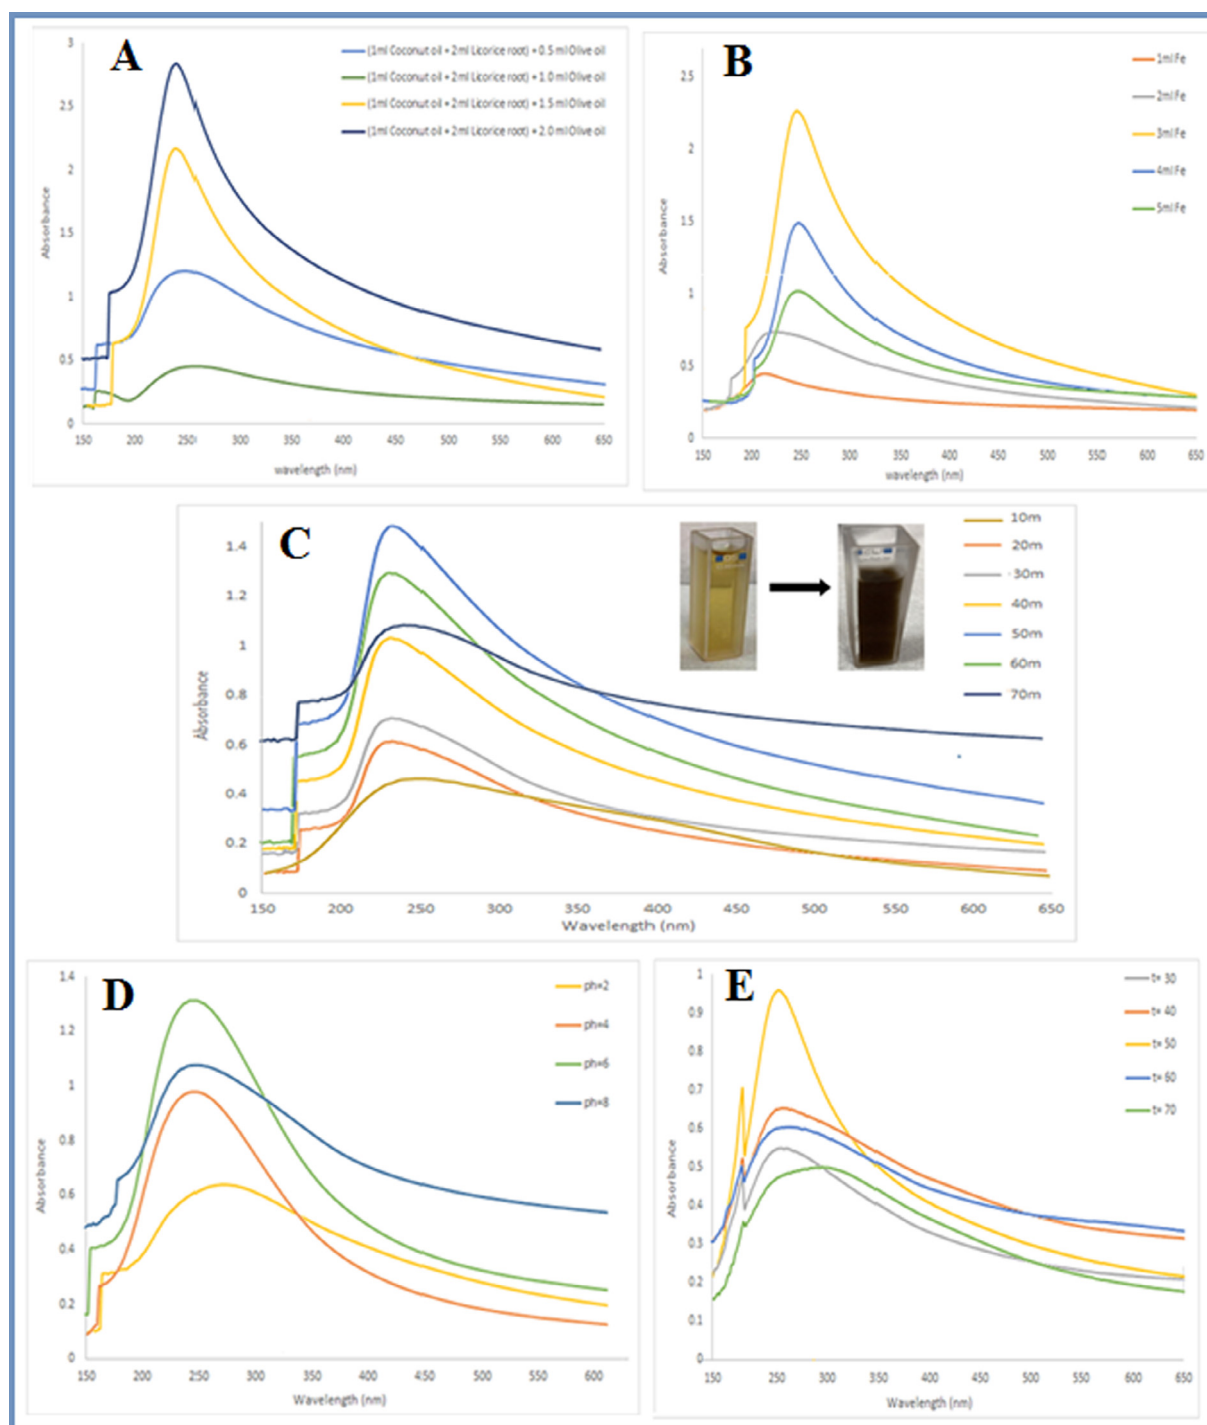 A
3
2.5
2
1.5
1
0.5
0
Absorbance
150 200 250 300 350 400 450 500 550 600 650
wavelength (nm)
(1ml Coconut oil + 2ml Licorice root) + 0.5 ml Olive oil
(1ml Coconut oil + 2ml Licorice root) + 1.0 ml Olive oil
(1ml Coconut oil + 2ml Licorice root) + 1.5 ml Olive oil
(1ml Coconut oil + 2ml Licorice root) + 2.0 ml Olive oil
B
2.5
2
1.5
1
0.5
0
Absorbance
150 200 250 300 350 400 450 500 550 600 650
wavelength (nm)
1ml Fe
2ml Fe
3ml Fe
4ml Fe
5ml Fe
C
1.4
1.2
1
0.8
0.6
0.4
0.2
0
Absorbance
150 200 250 300 350 400 450 500 550 600 650
Wavelength (nm)
10m
20m
30m
40m
50m
60m
70m
D
1.4
1.2
1
0.8
0.6
0.4
0.2
0
Absorbance
150 200 250 300 350 400 450 500 550 600
Wavelength (nm)
ph=2
ph=4
ph=6
ph=8
E
1
0.9
0.8
0.7
0.6
0.5
0.4
0.3
0.2
0.1
0
Absorbance
150 250 300 400 450 500 550 600 650
Wavelength (nm)
t= 30
t= 40
t= 50
t= 60
t= 70